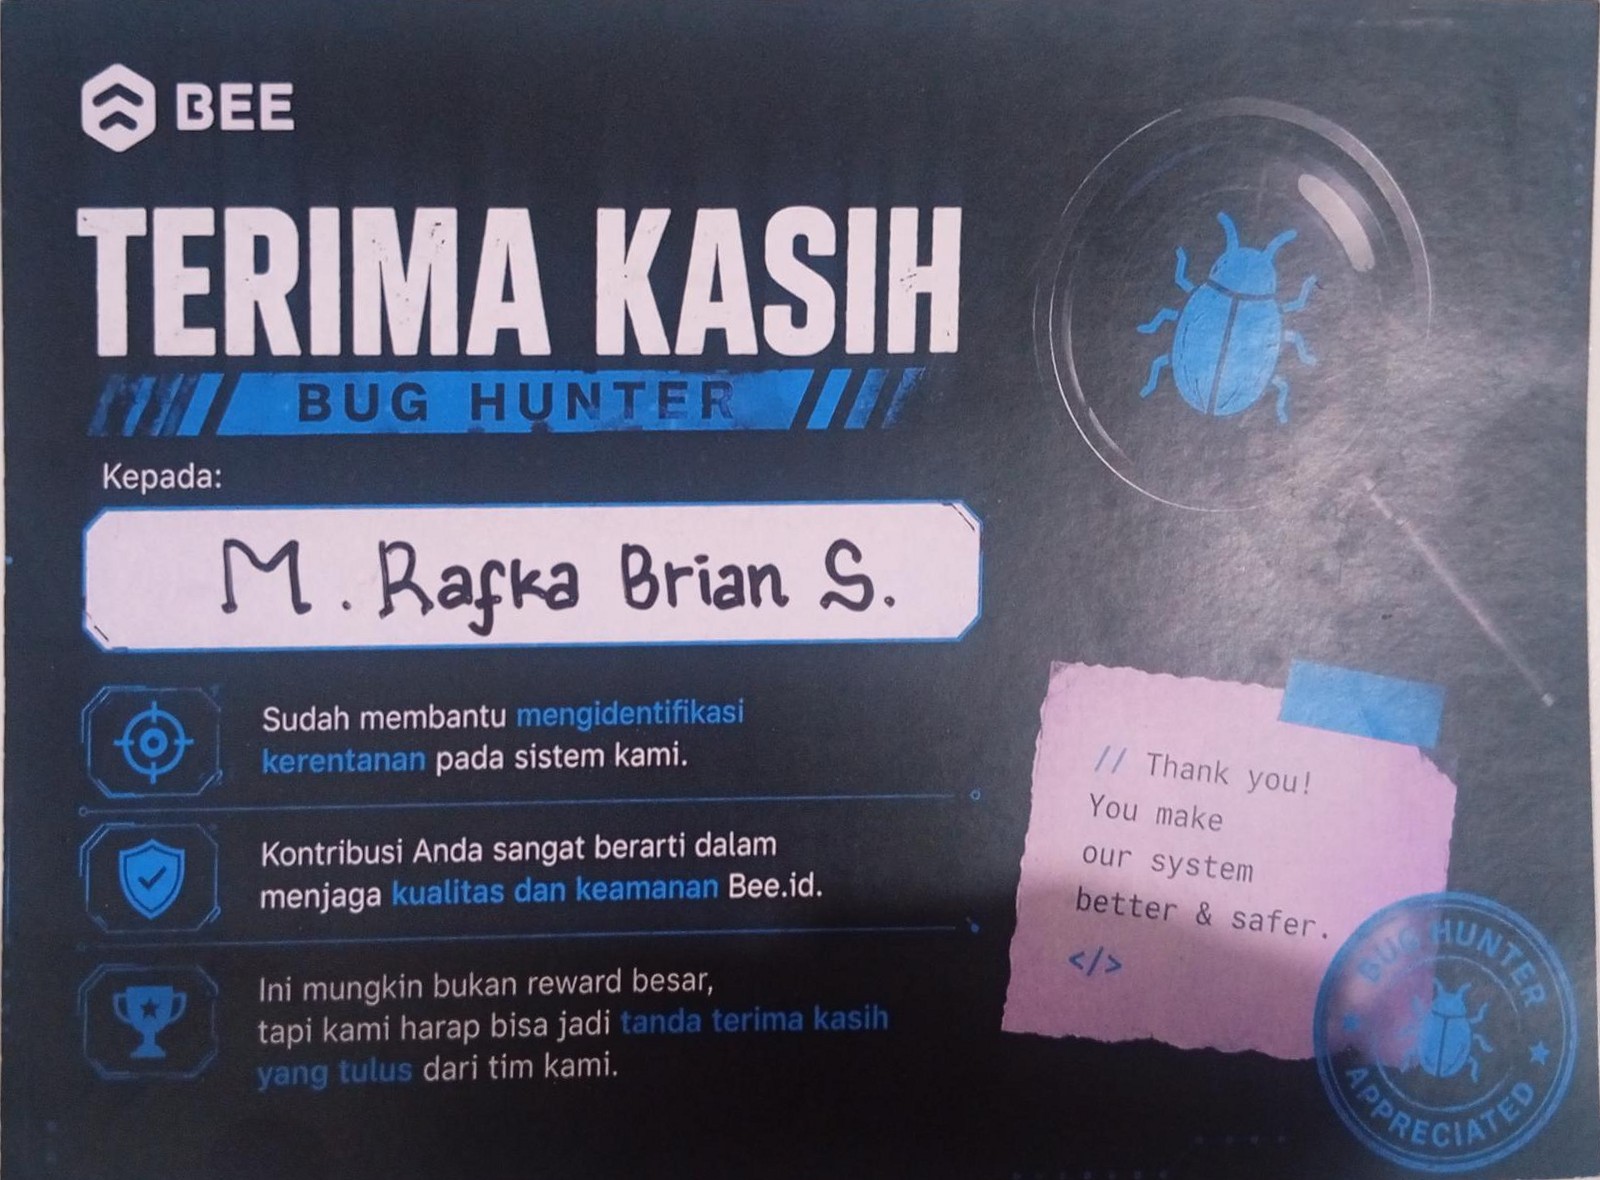 BEE
TERIMA KASIH
BUG HUNTER
Kepada:
M. Rafka Brian S.
Sudah membantu mengidentifikasi
kerentanan pada sistem kami.
Kontribusi Anda sangat berarti dalam
menjaga kualitas dan keamanan Bee.id.
Ini mungkin bukan reward besar,
tapi kami harap bisa jadi tanda terima kasih
yang tulus dari tim kami.
// Thank you!
You make
our system
better & safer.
</>
BUG HUNTER
APPRECIATED